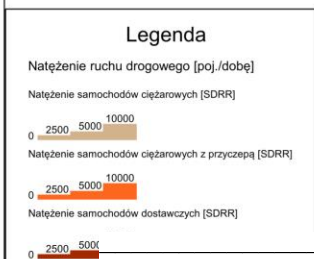 Legenda
Natężenie ruchu drogowego [poj./dobę]
Natężenie samochodów ciężarowych [SDRR]
0 2500 5000 10000
Natężenie samochodów ciężarowych z przyczepą [SDRR]
0 2500 5000 10000
Natężenie samochodów dostawczych [SDRR]
0 2500